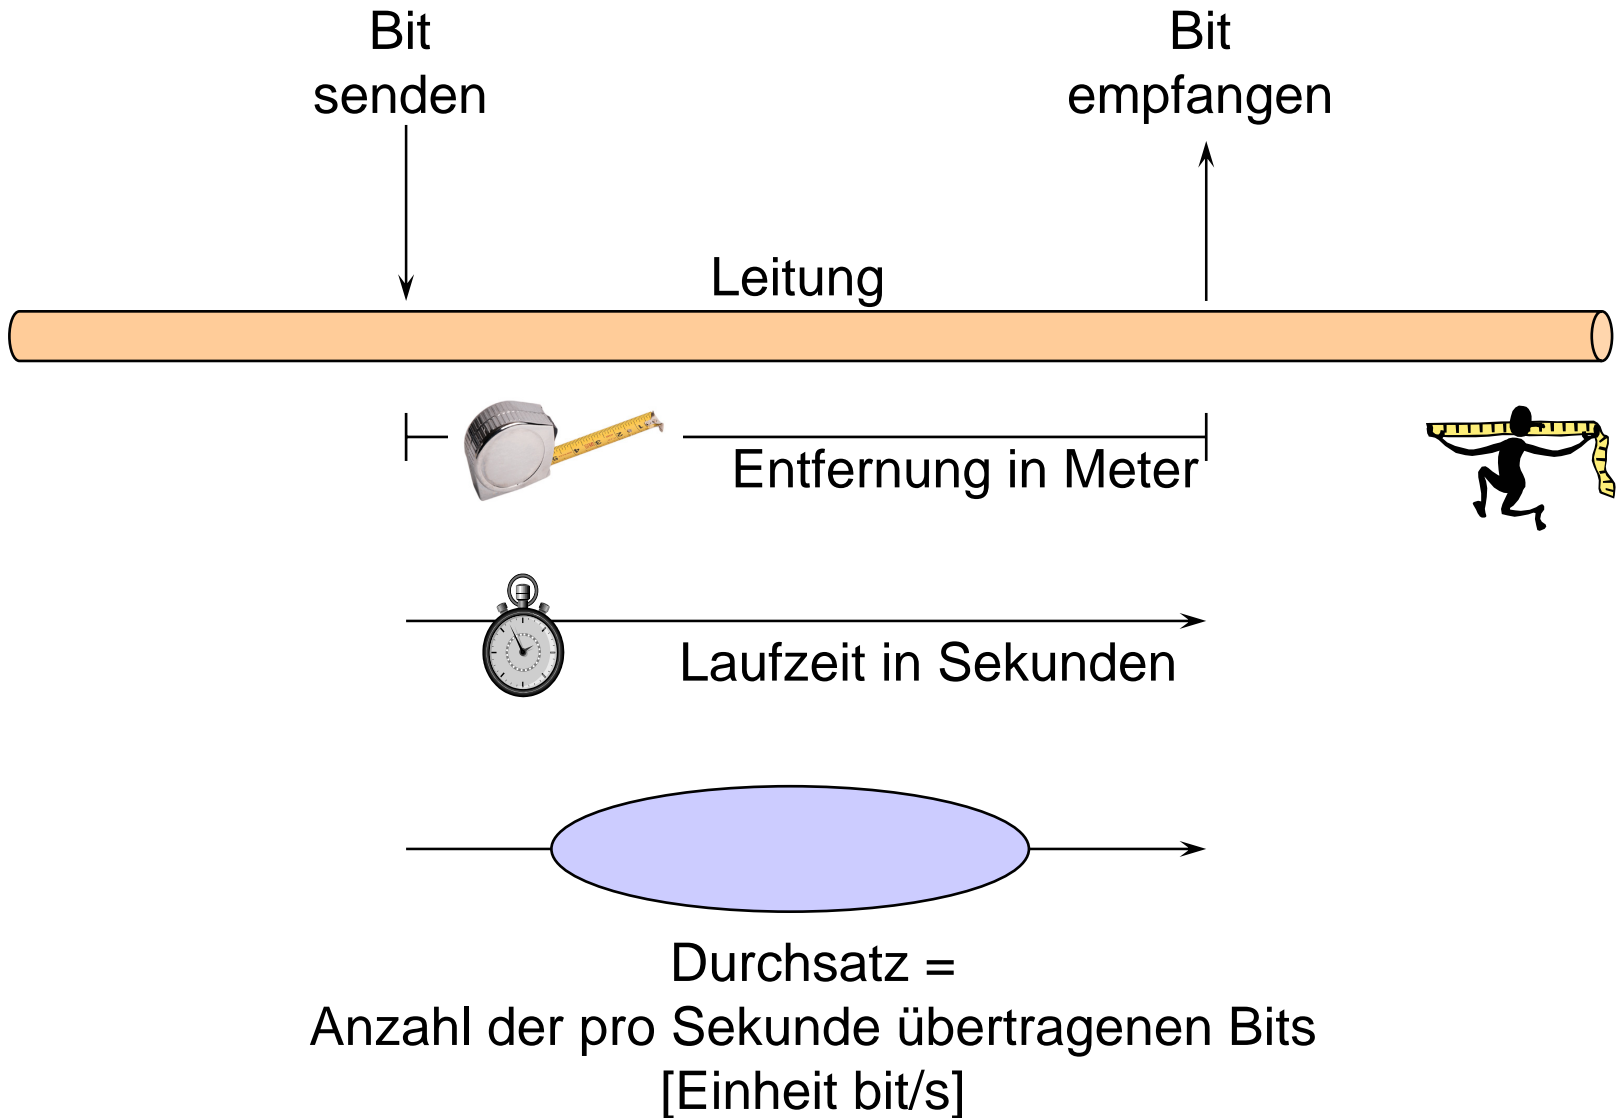 Bit
senden
Bit
empfangen
Leitung
Entfernung in Meter
Laufzeit in Sekunden
Durchsatz =
Anzahl der pro Sekunde übertragenen Bits
[Einheit bit/s]